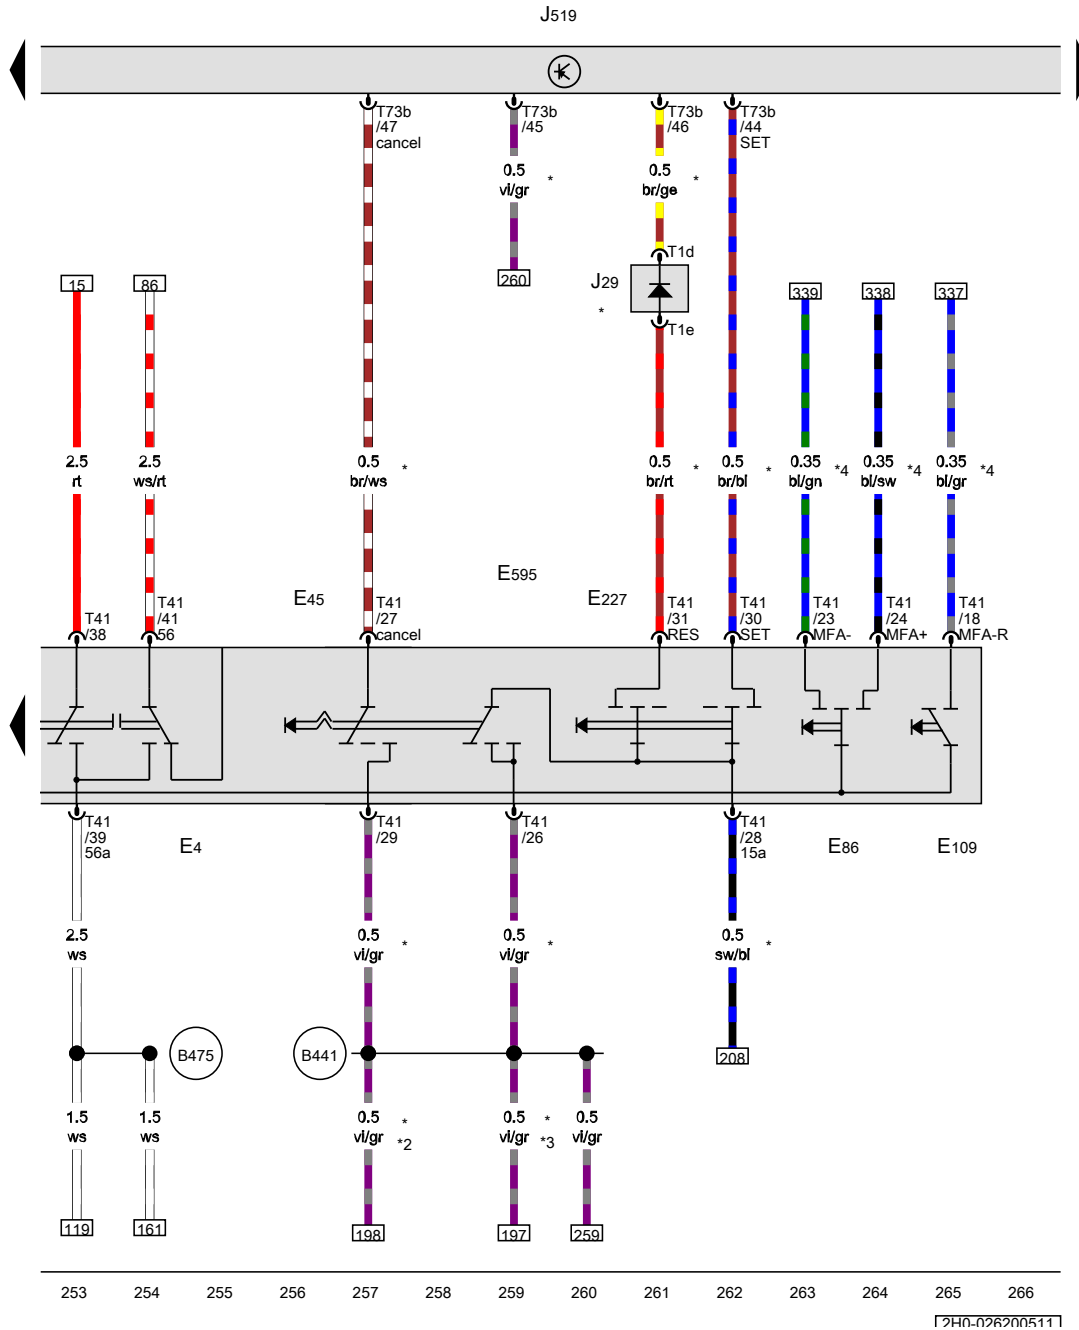 J519
T73b
/47
cancel
T73b
/45
T73b
/46
T73b
/44
SET
0.5
vi/gr *
0.5
br/ge *
T1d
260
J29
*
T1e
15
86
339
338
337
2.5
rt
2.5
ws/rt
0.5
br/ws *
0.5
br/rt *
0.5
br/bl *
0.35
bl/gn *4
0.35
bl/sw *4
0.35
bl/gr *4
E595
E45
E227
T41
/38
T41
/41
56
T41
/27
cancel
T41
/31
RES
T41
/30
SET
T41
/23
MFA-
T41
/24
MFA+
T41
/18
MFA-R
T41
/39
56a
E4
T41
/29
T41
/26
T41
/28
15a
E86
E109
2.5
ws
0.5
vi/gr *
0.5
vi/gr *
0.5
sw/bl *
B475
B441
208
1.5
ws
1.5
ws
0.5
vi/gr *
*2
0.5
vi/gr *
*3
0.5
vi/gr
119
161
198
197
259
253 254 255 256 257 258 259 260 261 262 263 264 265 266
2H0-026200511